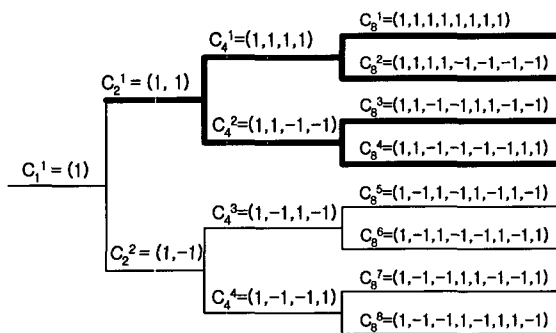 C₈¹=(1,1,1,1,1,1,1,1)
C₄¹=(1,1,1,1)
C₈²=(1,1,1,1,-1,-1,-1,-1)
C₂¹=(1, 1)
C₈³=(1,1,-1,-1,1,1,-1,-1)
C₄²=(1,1,-1,-1)
C₈⁴=(1,1,-1,-1,-1,-1,1,1)
C₁¹=(1)
C₈⁵=(1,-1,1,-1,1,-1,1,-1)
C₄³=(1,-1,1,-1)
C₈⁶=(1,-1,1,-1,-1,1,-1,1)
C₂²=(1,-1)
C₈⁷=(1,-1,-1,1,1,-1,-1,1)
C₄⁴=(1,-1,-1,1)
C₈⁸=(1,-1,-1,1,-1,1,1,-1)